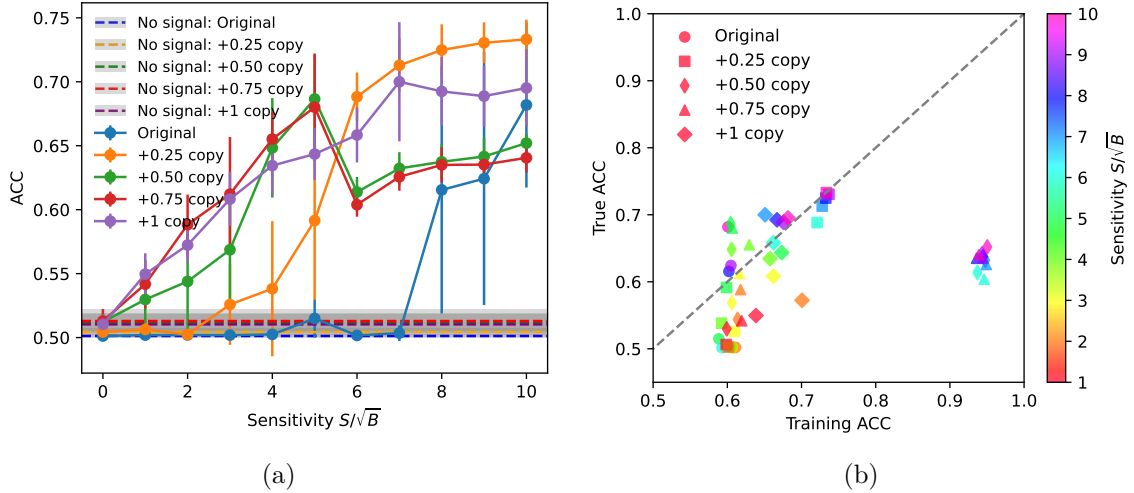 No signal: Original
No signal: +0.25 copy
No signal: +0.50 copy
No signal: +0.75 copy
No signal: +1 copy
Original
+0.25 copy
+0.50 copy
+0.75 copy
+1 copy
0.75
0.70
0.65
0.60
0.55
0.50
ACC
0 2 4 6 8 10
Sensitivity S/√B
(a)
Original
+0.25 copy
+0.50 copy
+0.75 copy
+1 copy
1.0
0.9
0.8
0.7
0.6
0.5
True ACC
0.5 0.6 0.7 0.8 0.9 1.0
Training ACC
10
9
8
7
6
5
4
3
2
1
Sensitivity S/√B
(b)